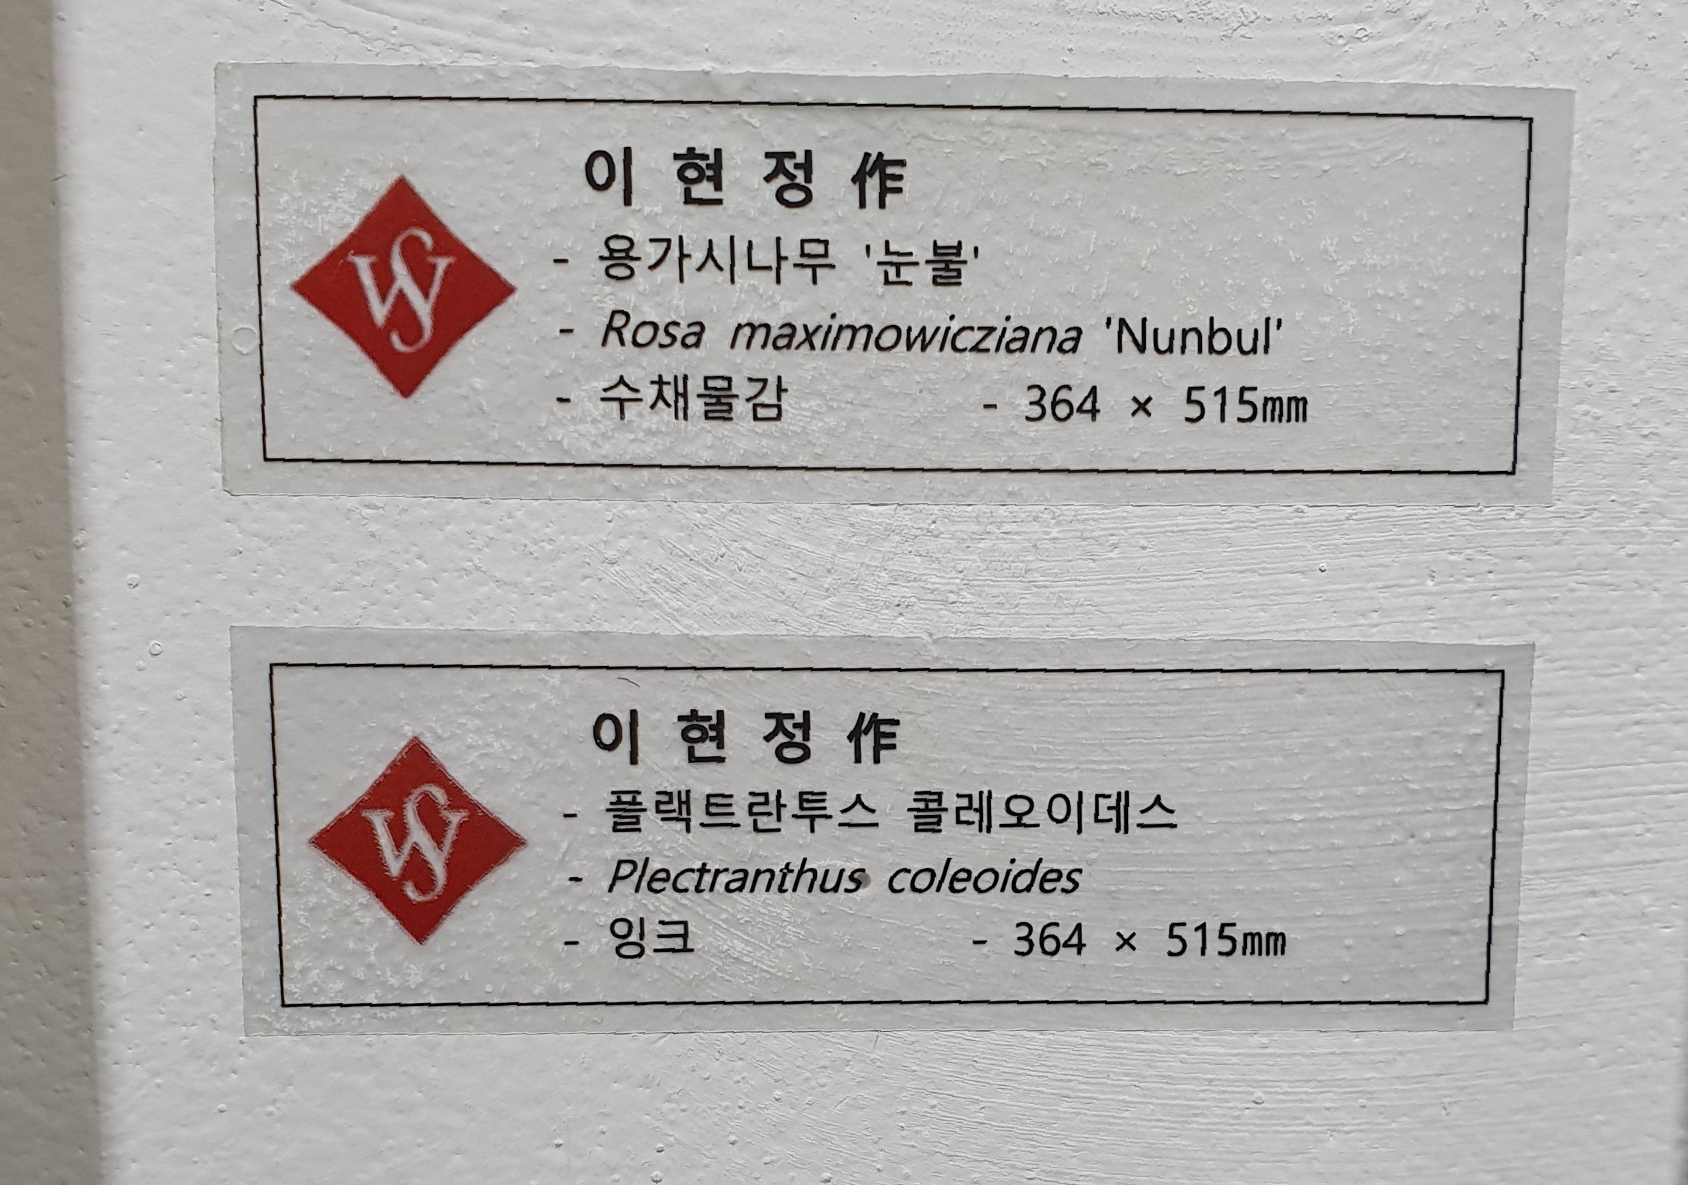 이 현 정 作
- 용가시나무 '눈불'
- Rosa maximowicziana 'Nunbul'
- 수채물감 - 364 × 515mm
이 현 정 作
- 플랙트란투스 콜레오이데스
- Plectranthus coleoides
- 잉크 - 364 × 515mm